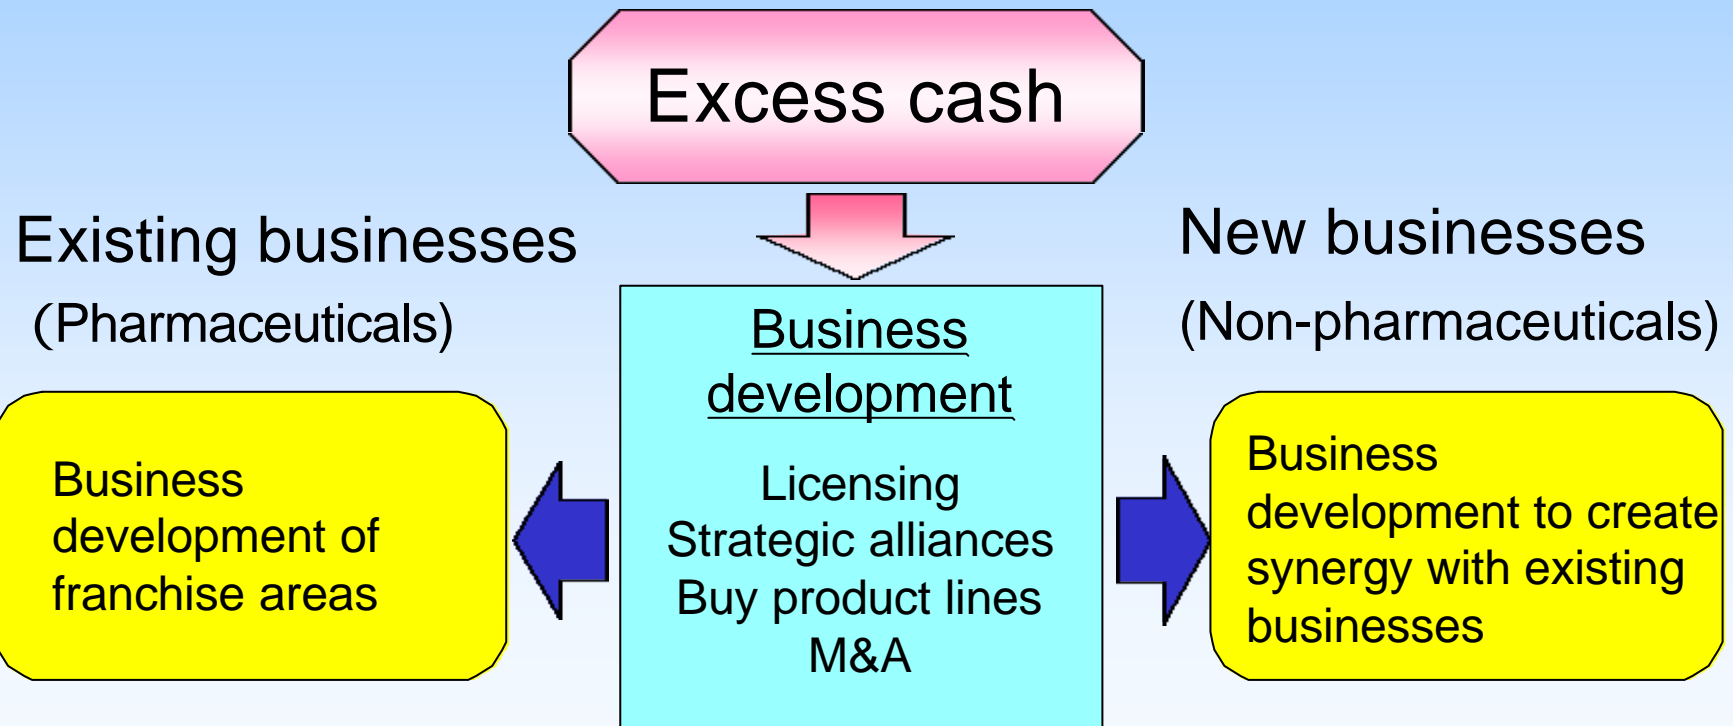 Excess cash
Existing businesses
(Pharmaceuticals)
New businesses
(Non-pharmaceuticals)
Business
development
Licensing
Strategic alliances
Buy product lines
M&A
Business
development of
franchise areas
Business
development to create
synergy with existing
businesses